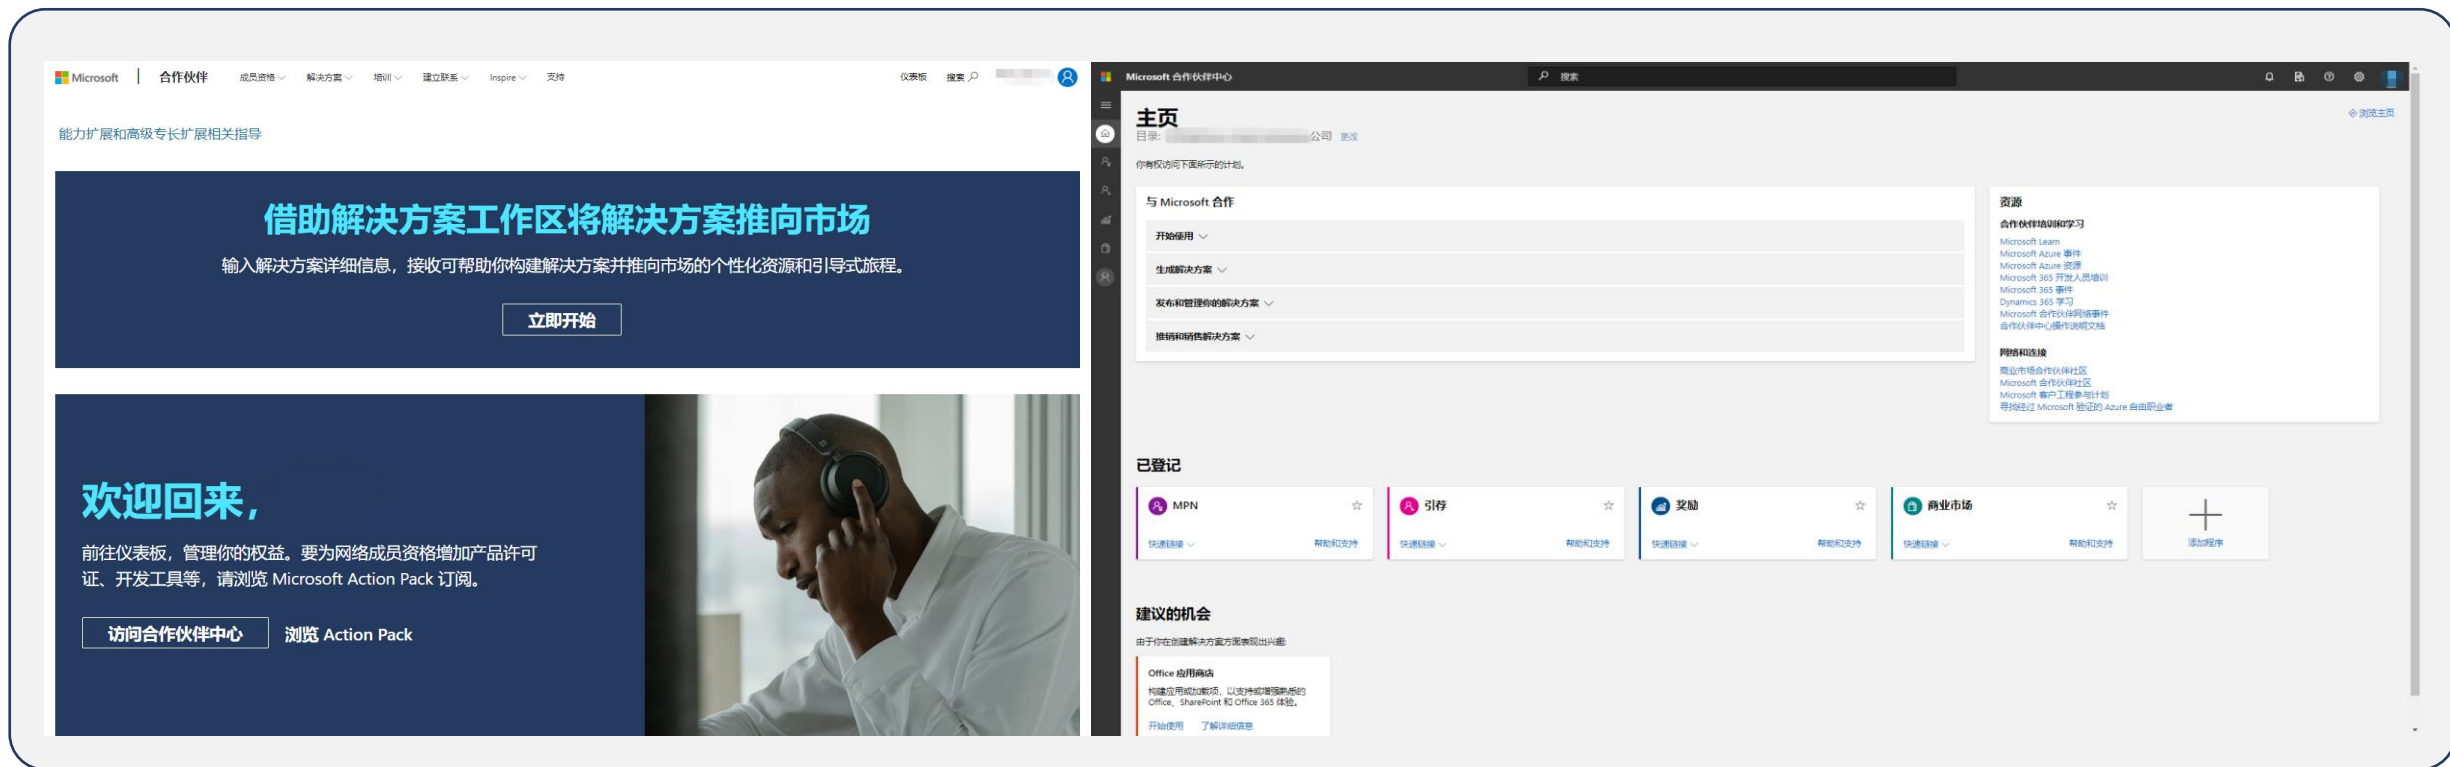 Microsoft 合作伙伴 成员资格 解决方案 培训 建立联系 Inspire 支持 仪表板 搜索
能力扩展和高级专长扩展相关指导
借助解决方案工作区将解决方案推向市场
输入解决方案详细信息，接收可帮助你构建解决方案并推向市场的个性化资源和引导式旅程。
立即开始
欢迎回来,
前往仪表板，管理你的权益。要为网络成员资格增加产品许可
证、开发工具等，请浏览 Microsoft Action Pack 订阅。
访问合作伙伴中心 浏览 Action Pack
Microsoft 合作伙伴中心 搜索
主页
浏览主页
目录: 公司 更改
你有权访问下面所示的计划。
与 Microsoft 合作
开始使用
生成解决方案
发布和管理你的解决方案
推销和销售解决方案
资源
合作伙伴培训和学习
Microsoft Learn
Microsoft Azure 事件
Microsoft Azure 资源
Microsoft 365 开发人员培训
Microsoft 365 事件
Dynamics 365 学习
Microsoft 合作伙伴网络事件
合作伙伴中心操作说明文档
网络和连接
商业市场合作伙伴社区
Microsoft 合作伙伴社区
Microsoft 客户工程参与计划
寻找经过 Microsoft 验证的 Azure 自由职业者
已登记
MPN
快速链接 帮助和支持
引荐
快速链接 帮助和支持
奖励
快速链接 帮助和支持
商业市场
快速链接 帮助和支持
添加程序
建议的机会
由于你在创建解决方案方面表现出兴趣:
Office 应用商店
构建应用或加载项，以支持或增强熟悉的
Office、SharePoint 和 Office 365 体验。
开始使用 了解详细信息